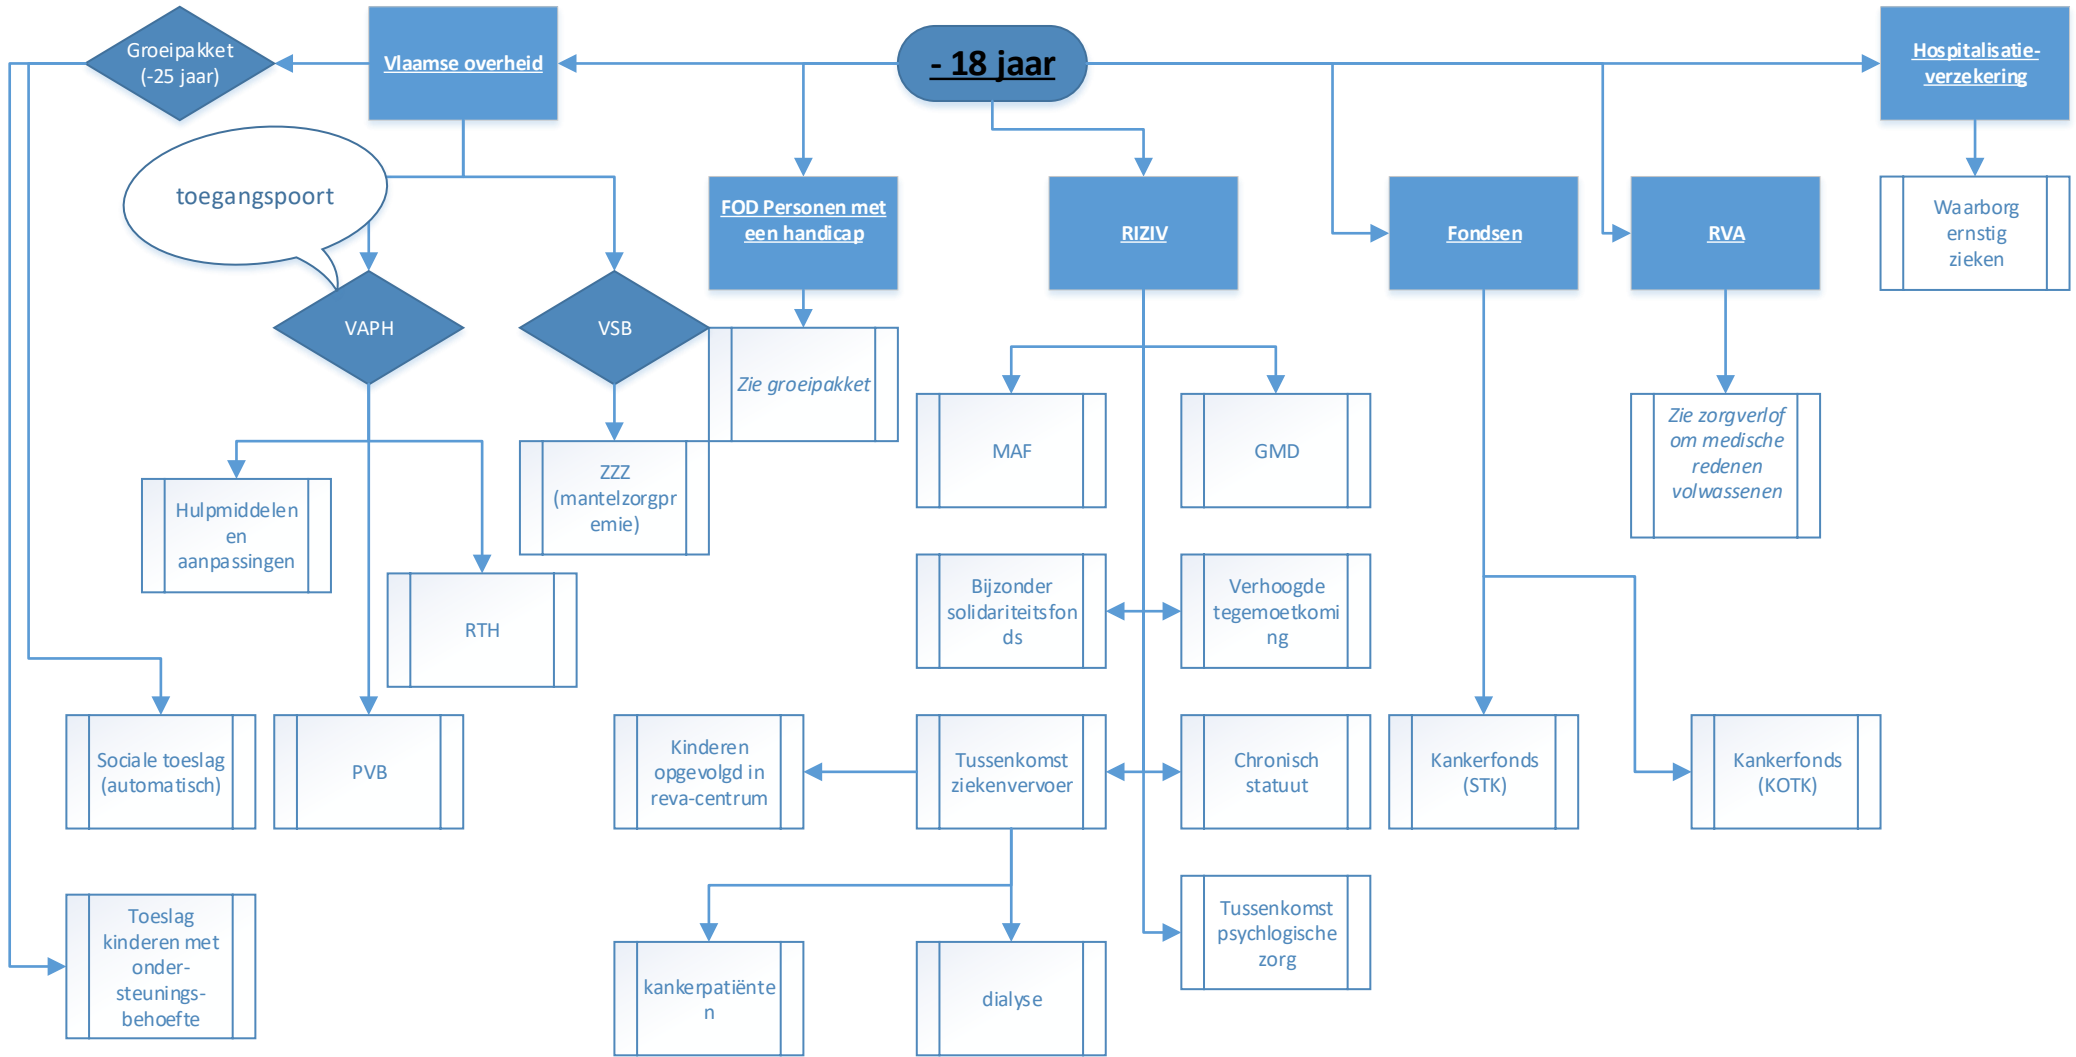 Groeipakket
(-25 jaar)
Vlaamse overheid
- 18 jaar
Hospitalisatie-
verzekering
toegangspoort
FOD Personen met
een handicap
RIZIV
Fondsen
RVA
Waarborg
ernstig
zieken
VAPH
VSB
Zie groeipakket
MAF
GMD
Zie zorgverlof
om medische
redenen
volwassenen
Hulpmiddelen
en
aanpassingen
ZZZ
(mantelzorgpr
emie)
RTH
Bijzonder
solidariteitsfon
ds
Verhoogde
tegemoetkomi
ng
Sociale toeslag
(automatisch)
PVB
Kinderen
opgevolgd in
reva-centrum
Tussenkomst
ziekenvervoer
Chronisch
statuut
Kankerfonds
(STK)
Kankerfonds
(KOTK)
Toeslag
kinderen met
onder-
steunings-
behoefte
kankerpatiënte
n
dialyse
Tussenkomst
psychlogische
zorg